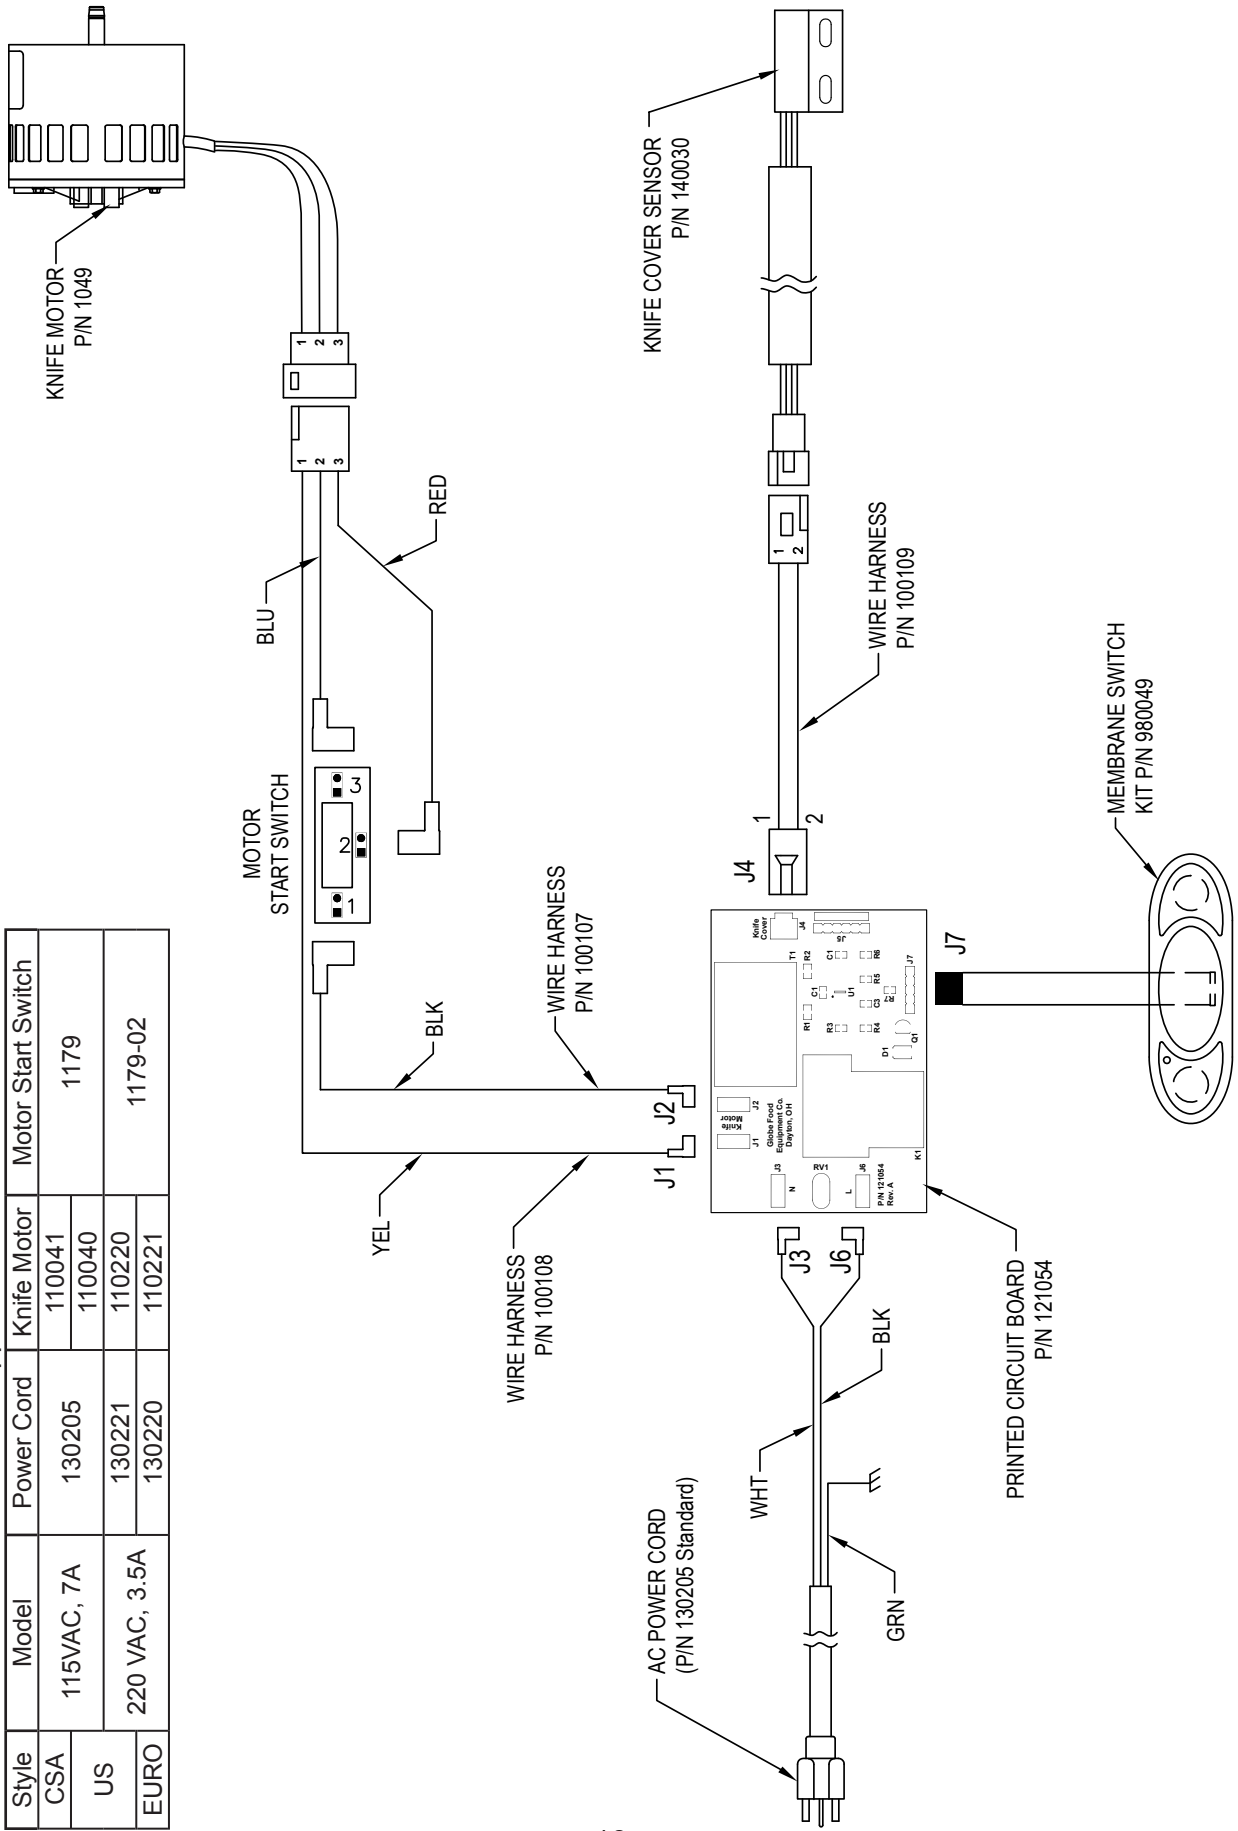 Style Model Power Cord Knife Motor Motor Start Switch
CSA 115VAC, 7A 130205 110041 1179
US 110040
220 VAC, 3.5A 130221 110220 1179-02
EURO 130220 110221
KNIFE MOTOR
P/N 1049
1
2
3
1
2
3
BLU
RED
MOTOR
START SWITCH
1
2
3
BLK
YEL
WIRE HARNESS
P/N 100107
WIRE HARNESS
P/N 100108
J1
J2
KNIFE COVER SENSOR
P/N 140030
1
2
WIRE HARNESS
P/N 100109
1
2
J4
Knife
Cover
J4
J5
T1
R2
C1
R6
R5
J7
C1
U1
R7
R1
C3
R3
R4
Q1
D1
J2
Knife
Motor
J1
Globe Food
Equipment Co.
Dayton, OH
K1
J3
N
RV1
L
J6
P/N 121054
Rev. A
J7
MEMBRANE SWITCH
KIT P/N 980049
J3
J6
PRINTED CIRCUIT BOARD
P/N 121054
WHT
BLK
GRN
AC POWER CORD
(P/N 130205 Standard)